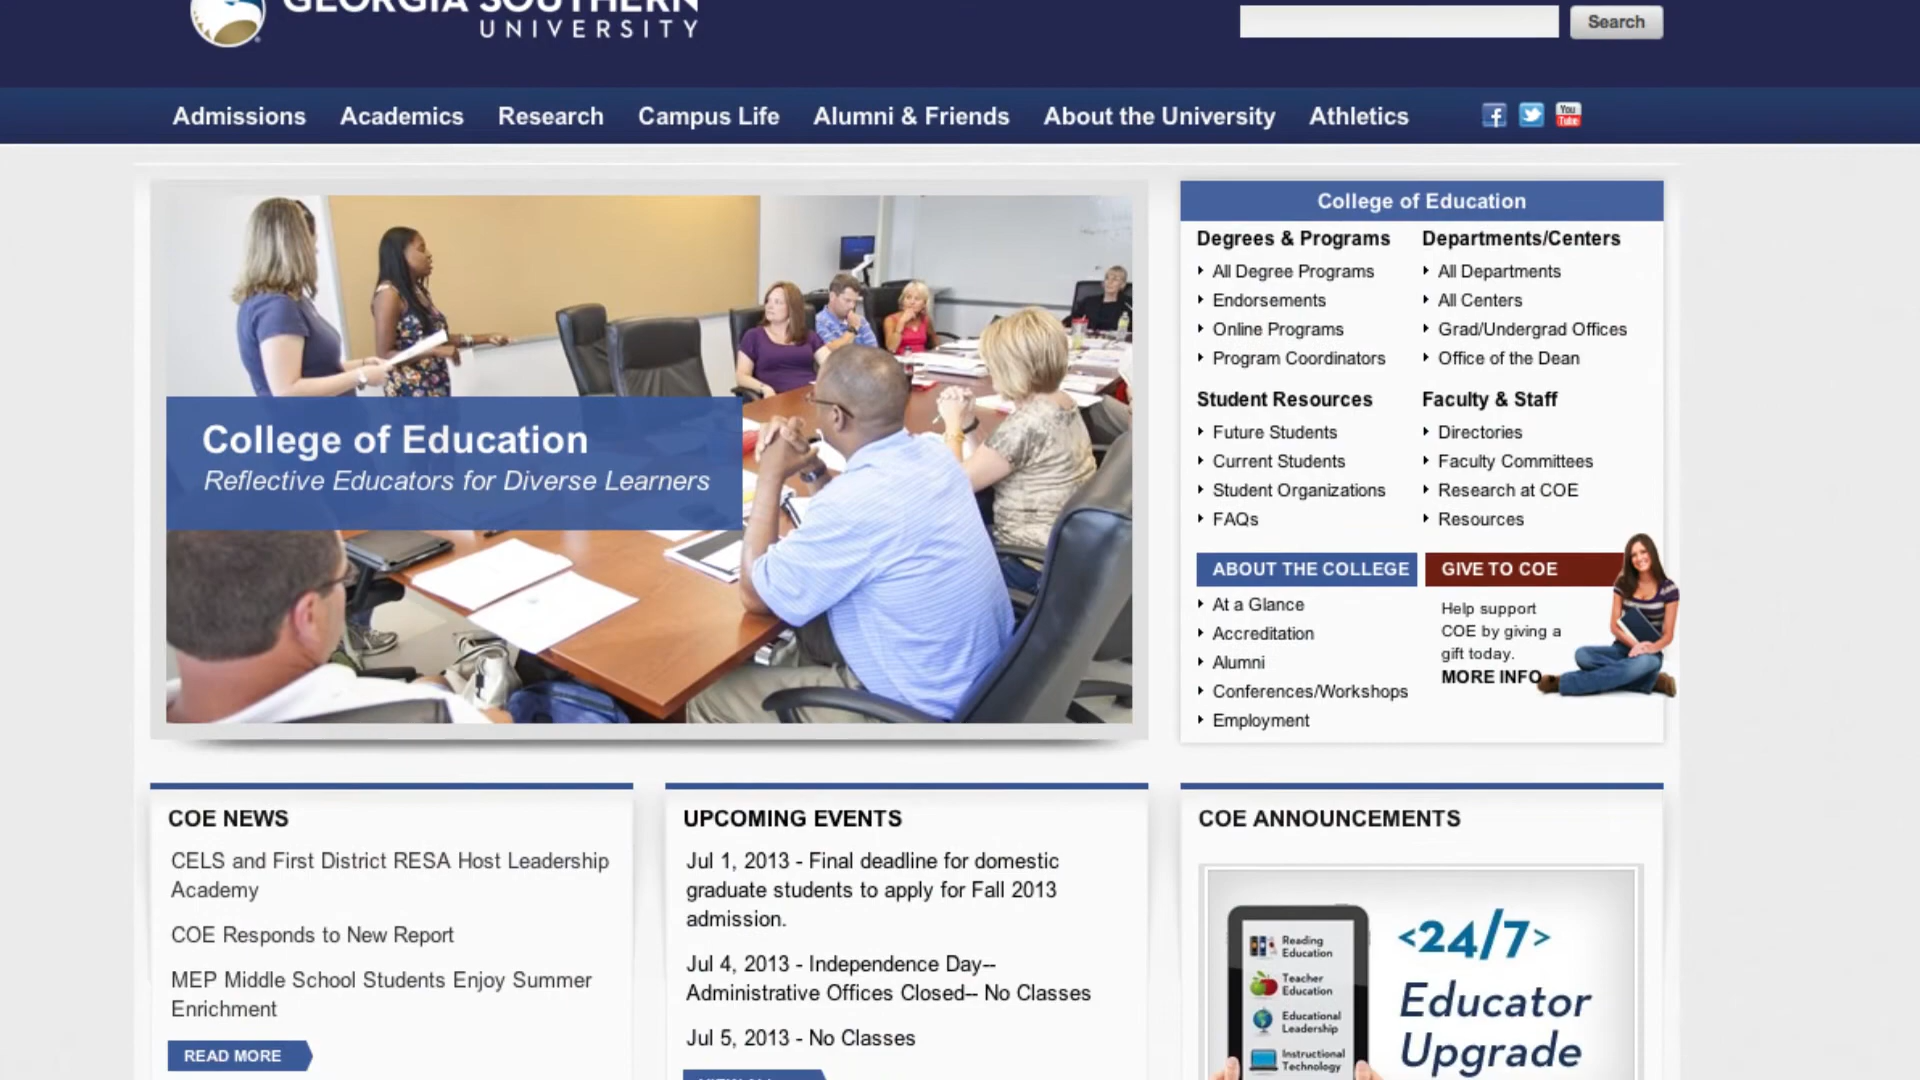 GEORGIA SOUTHERN
UNIVERSITY
Search
Admissions
Academics
Research
Campus Life
Alumni & Friends
About the University
Athletics
f
You
Tube
College of Education
Reflective Educators for Diverse Learners
College of Education
Degrees & Programs
All Degree Programs
Endorsements
Online Programs
Program Coordinators
Departments/Centers
All Departments
All Centers
Grad/Undergrad Offices
Office of the Dean
Student Resources
Future Students
Current Students
Student Organizations
FAQs
Faculty & Staff
Directories
Faculty Committees
Research at COE
Resources
ABOUT THE COLLEGE
At a Glance
Accreditation
Alumni
Conferences/Workshops
Employment
GIVE TO COE
Help support
COE by giving a
gift today.
MORE INFO
COE NEWS
CELS and First District RESA Host Leadership
Academy
COE Responds to New Report
MEP Middle School Students Enjoy Summer
Enrichment
READ MORE
UPCOMING EVENTS
Jul 1, 2013 - Final deadline for domestic
graduate students to apply for Fall 2013
admission.
Jul 4, 2013 - Independence Day--
Administrative Offices Closed-- No Classes
Jul 5, 2013 - No Classes
COE ANNOUNCEMENTS
Reading
Education
Teacher
Education
Educational
Leadership
Instructional
Technology
<24/7>
Educator
Upgrade